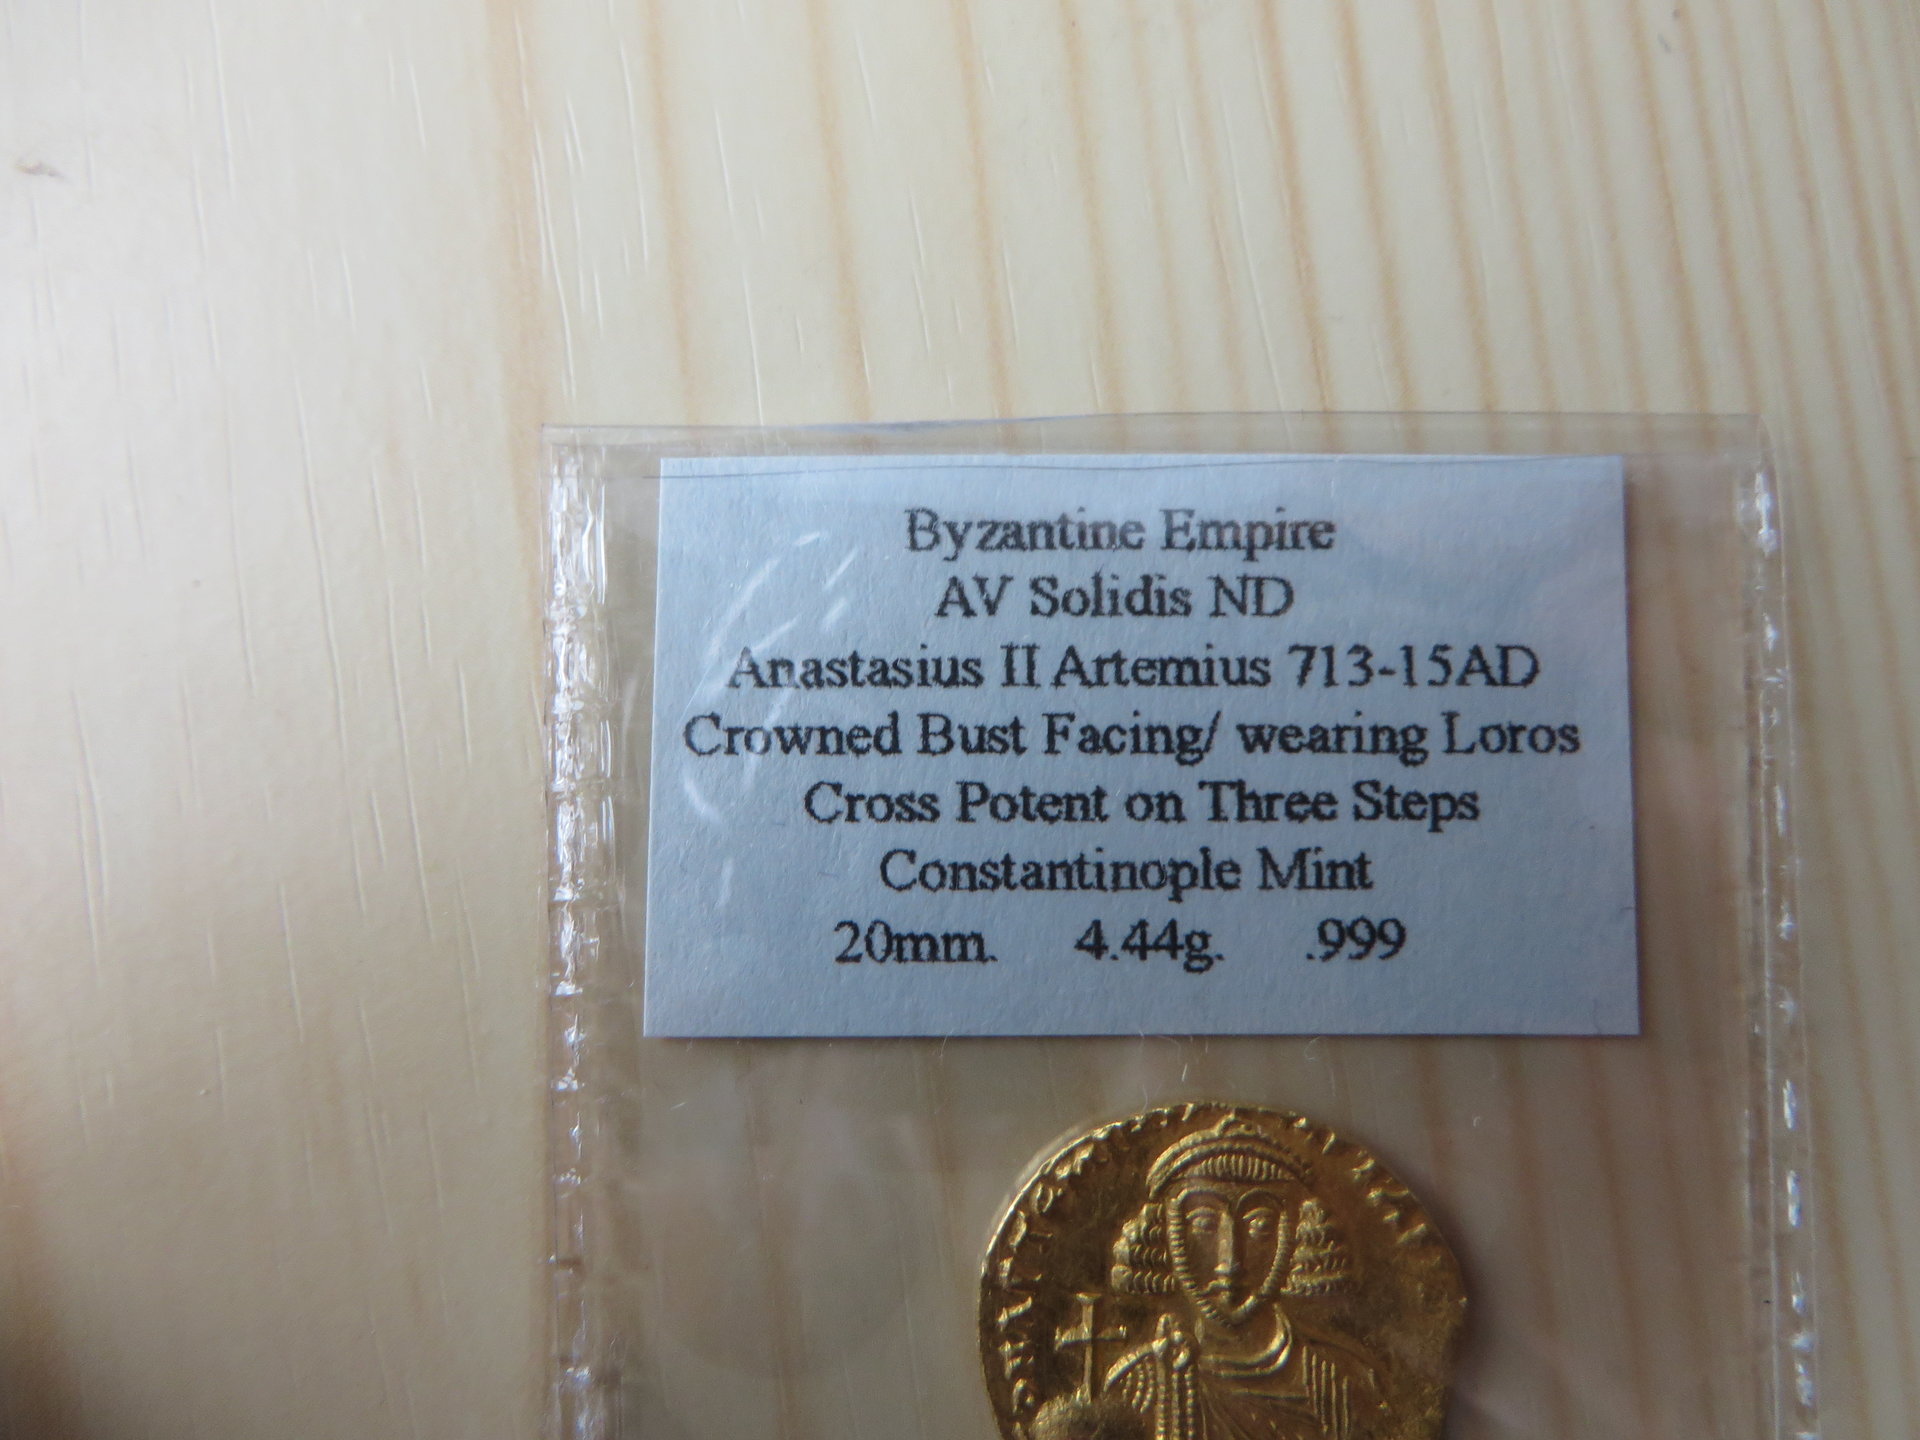 Byzantine Empire
AV Solidis ND
Anastasius II Artemius 713-15AD
Crowned Bust Facing/ wearing Loros
Cross Potent on Three Steps
Constantinople Mint
20mm. 4.44g. .999